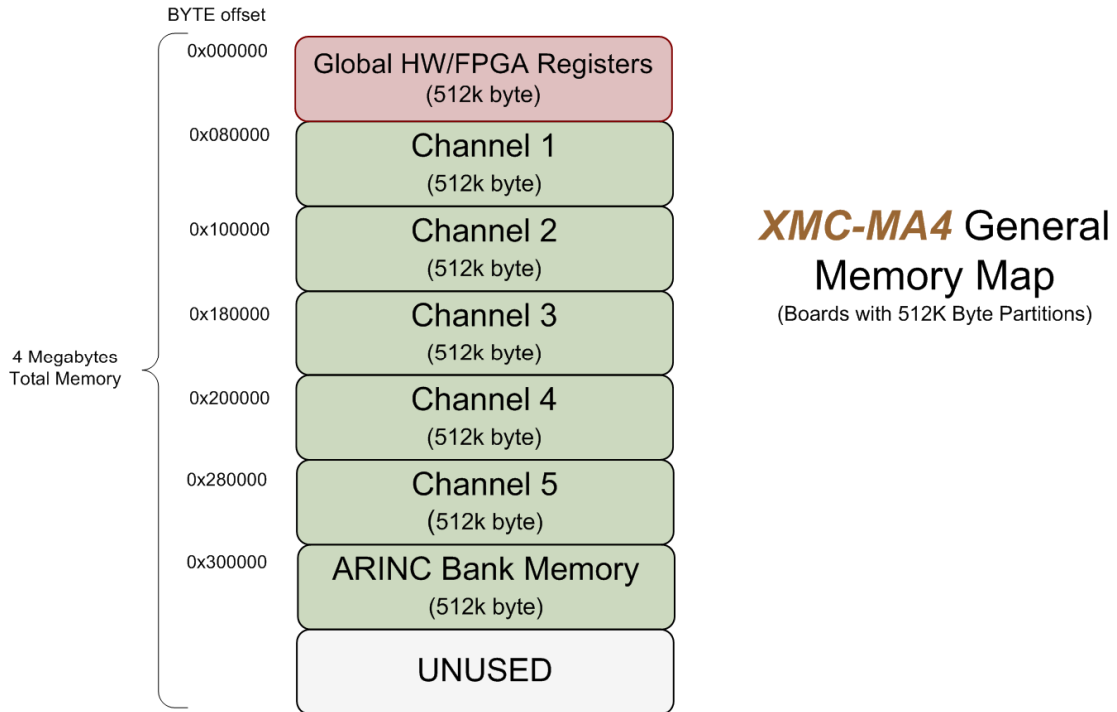 BYTE offset
0x000000
Global HW/FPGA Registers
(512k byte)
0x080000
Channel 1
(512k byte)
0x100000
Channel 2
(512k byte)
0x180000
Channel 3
(512k byte)
0x200000
Channel 4
(512k byte)
0x280000
Channel 5
(512k byte)
0x300000
ARINC Bank Memory
(512k byte)
UNUSED
4 Megabytes
Total Memory
XMC-MA4 General
Memory Map
(Boards with 512K Byte Partitions)